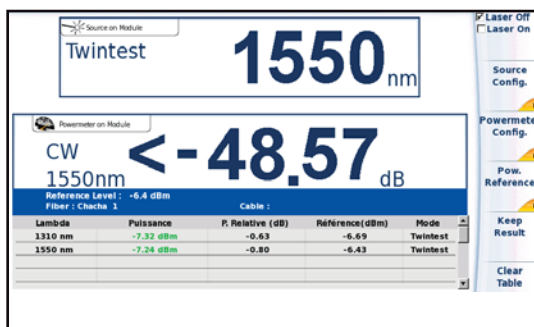 Source on Module
Twintest
1550 nm
Powermeter on Module
CW
1550nm
<-48.57 dB
Reference Level : -6.4 dBm
Fiber : Chacha 1 Cable :
Lambda Puissance P. Relative (dB) Référence(dBm) Mode
1310 nm -7.32 dBm -0.63 -6.69 Twintest
1550 nm -7.24 dBm -0.80 -6.43 Twintest
Laser Off
Laser On
Source
Config.
Powermete
Config.
Pow.
Reference
Keep
Result
Clear
Table